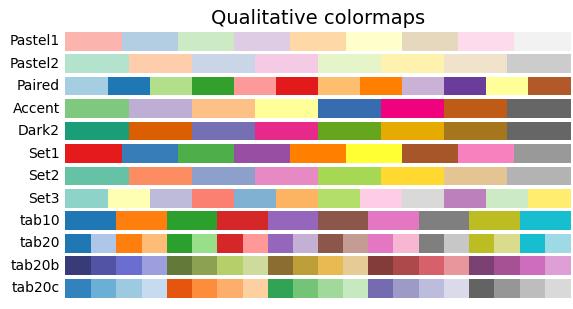 Qualitative colormaps
Pastel1
Pastel2
Paired
Accent
Dark2
Set1
Set2
Set3
tab10
tab20
tab20b
tab20c